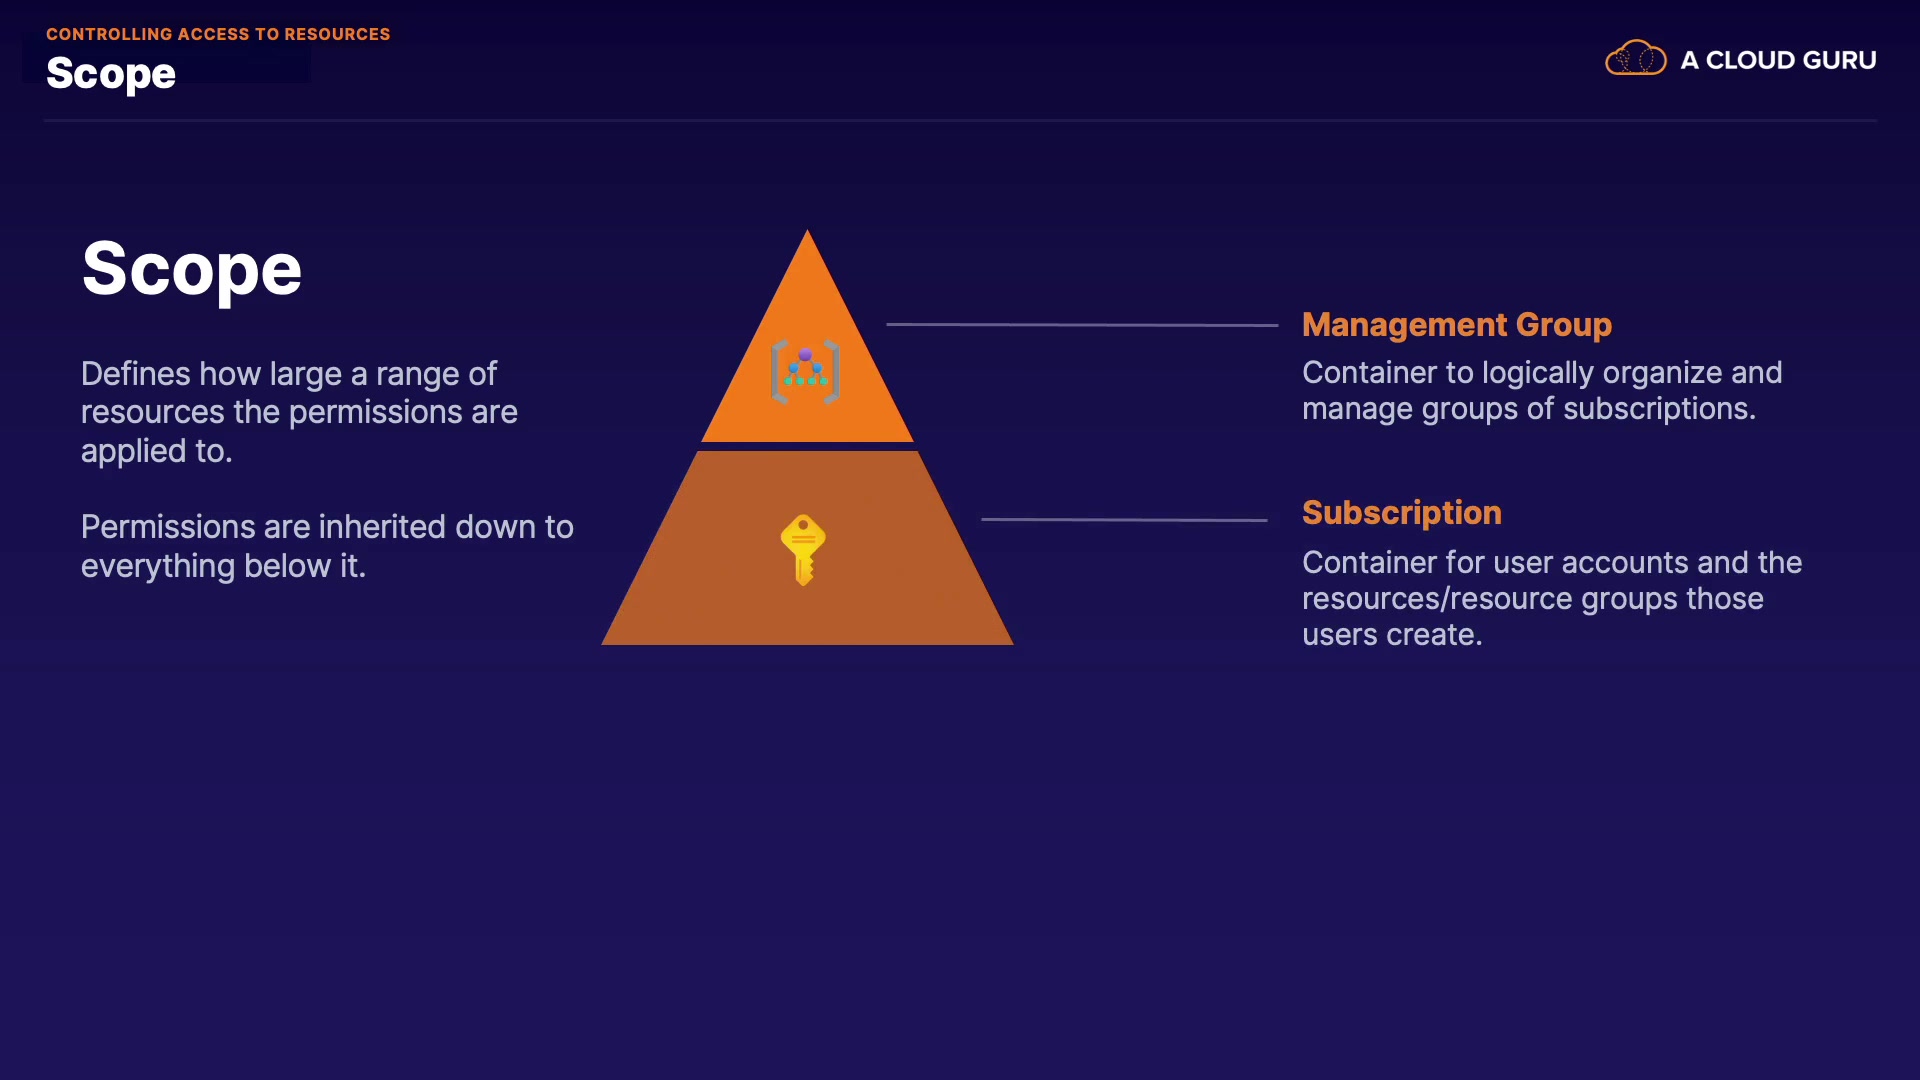 CONTROLLING ACCESS TO RESOURCES
Scope
A CLOUD GURU
Scope
Defines how large a range of
resources the permissions are
applied to.
Permissions are inherited down to
everything below it.
Management Group
Container to logically organize and
manage groups of subscriptions.
Subscription
Container for user accounts and the
resources/resource groups those
users create.